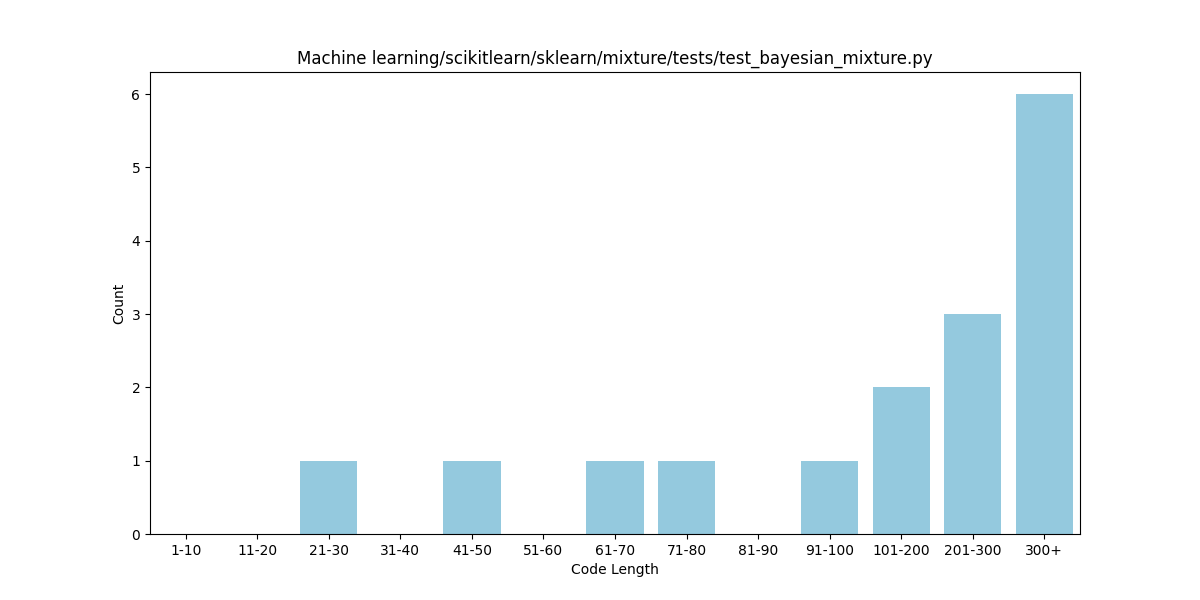 Machine learning/scikitlearn/sklearn/mixture/tests/test_bayesian_mixture.py
6
5
4
3
2
1
0
Count
1-10 11-20 21-30 31-40 41-50 51-60 61-70 71-80 81-90 91-100 101-200 201-300 300+
Code Length